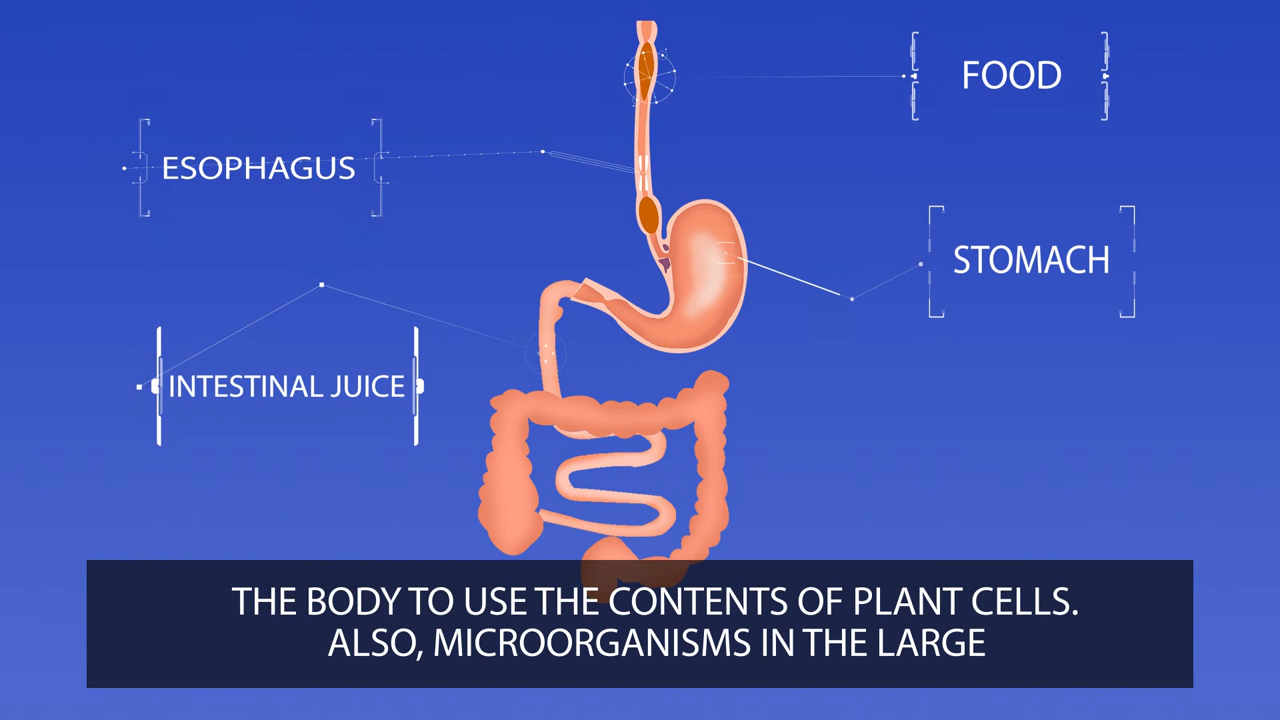 FOOD
ESOPHAGUS
STOMACH
INTESTINAL JUICE
THE BODY TO USE THE CONTENTS OF PLANT CELLS.
ALSO, MICROORGANISMS IN THE LARGE